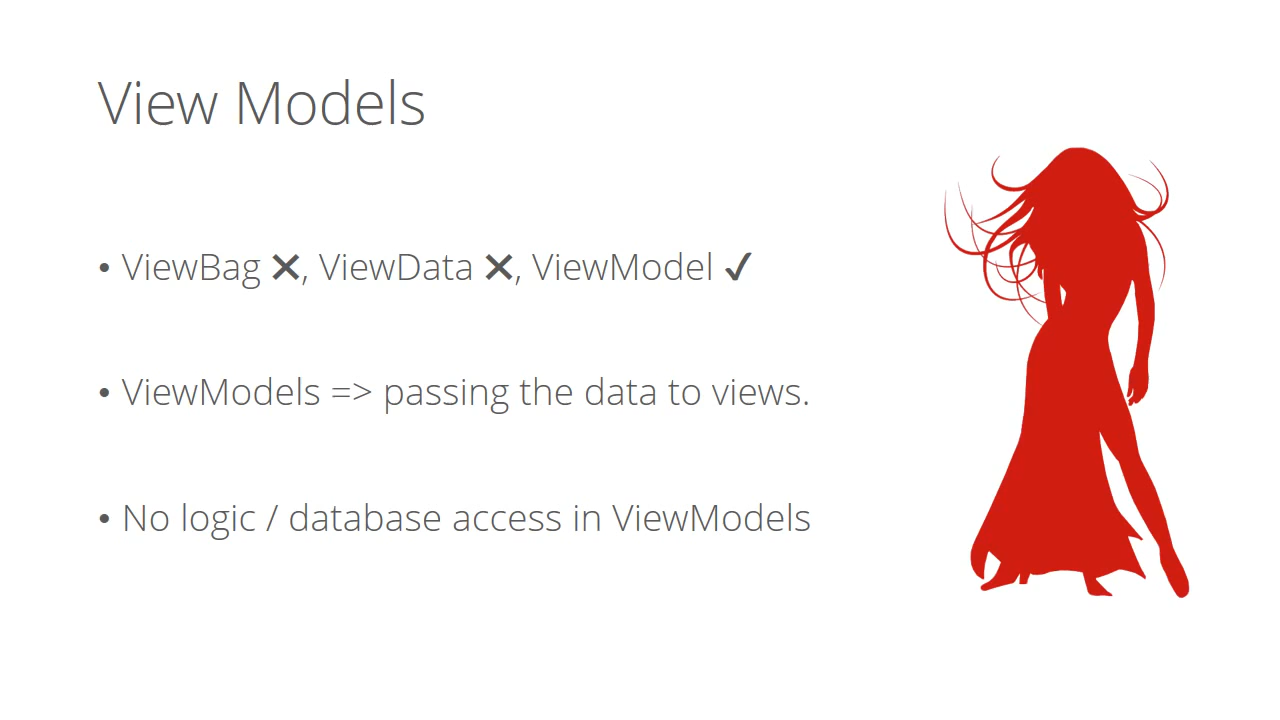 View Models
• ViewBag ✖, ViewData ✖, ViewModel ✔
• ViewModels => passing the data to views.
• No logic / database access in ViewModels